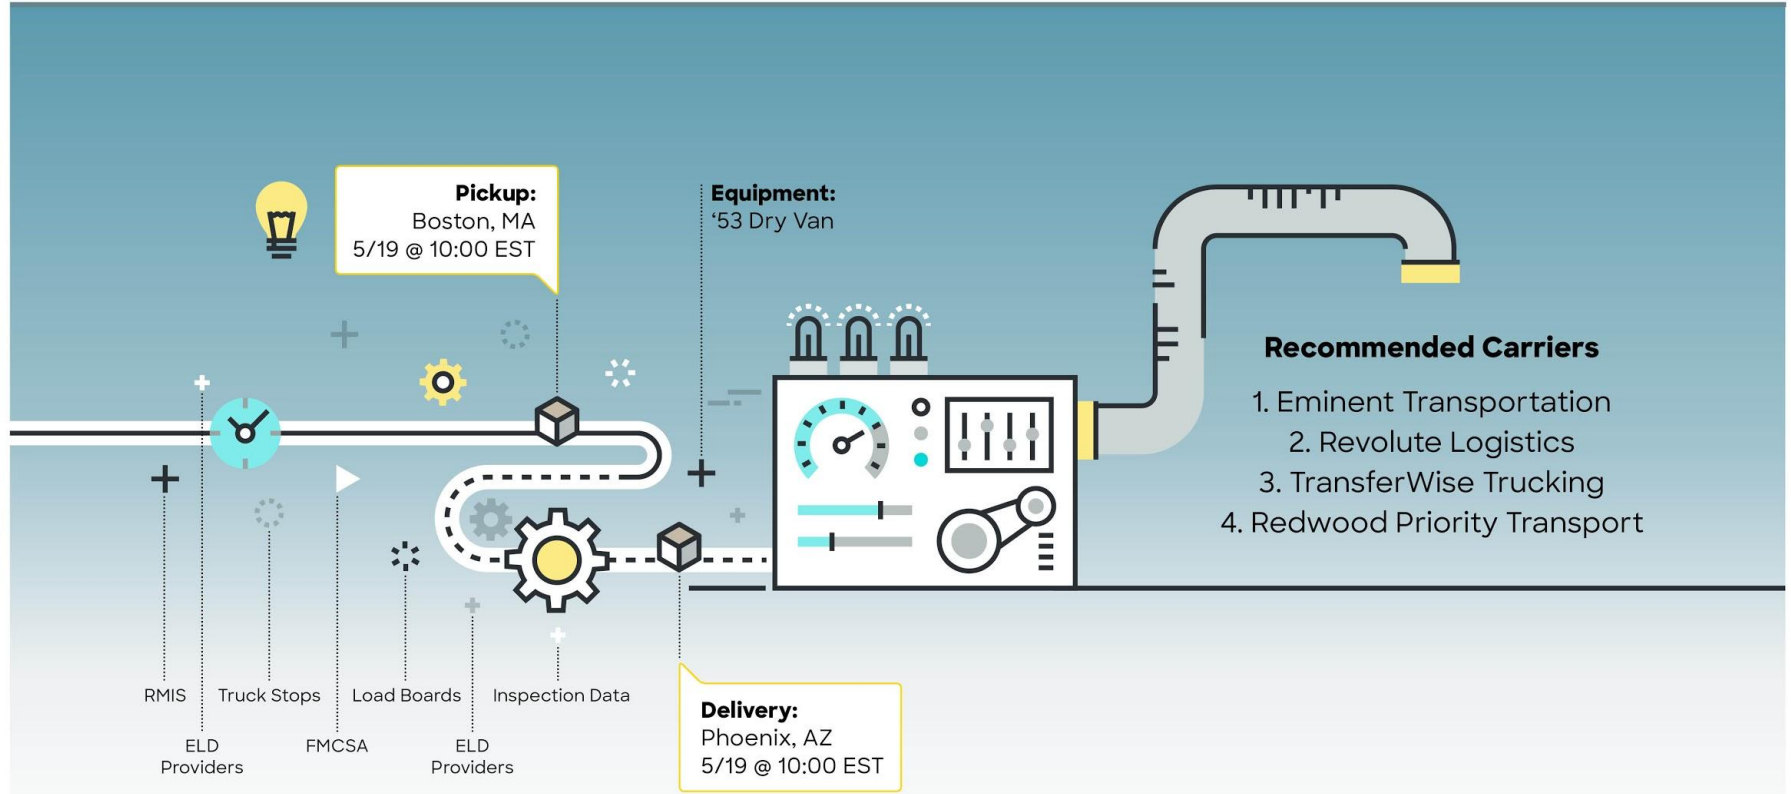 Pickup:
Boston, MA
5/19 @ 10:00 EST
Equipment:
‘53 Dry Van
Recommended Carriers
1. Eminent Transportation
2. Revolute Logistics
3. TransferWise Trucking
4. Redwood Priority Transport
RMIS
Truck Stops
Load Boards
Inspection Data
ELD
Providers
FMCSA
ELD
Providers
Delivery:
Phoenix, AZ
5/19 @ 10:00 EST